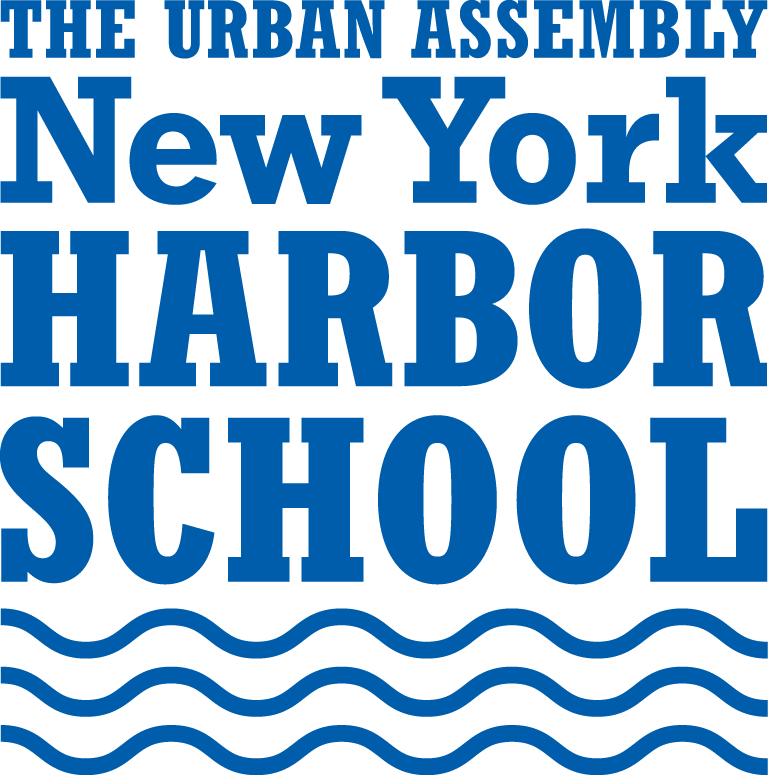 THE URBAN ASSEMBLY
New York
HARBOR
SCHOOL